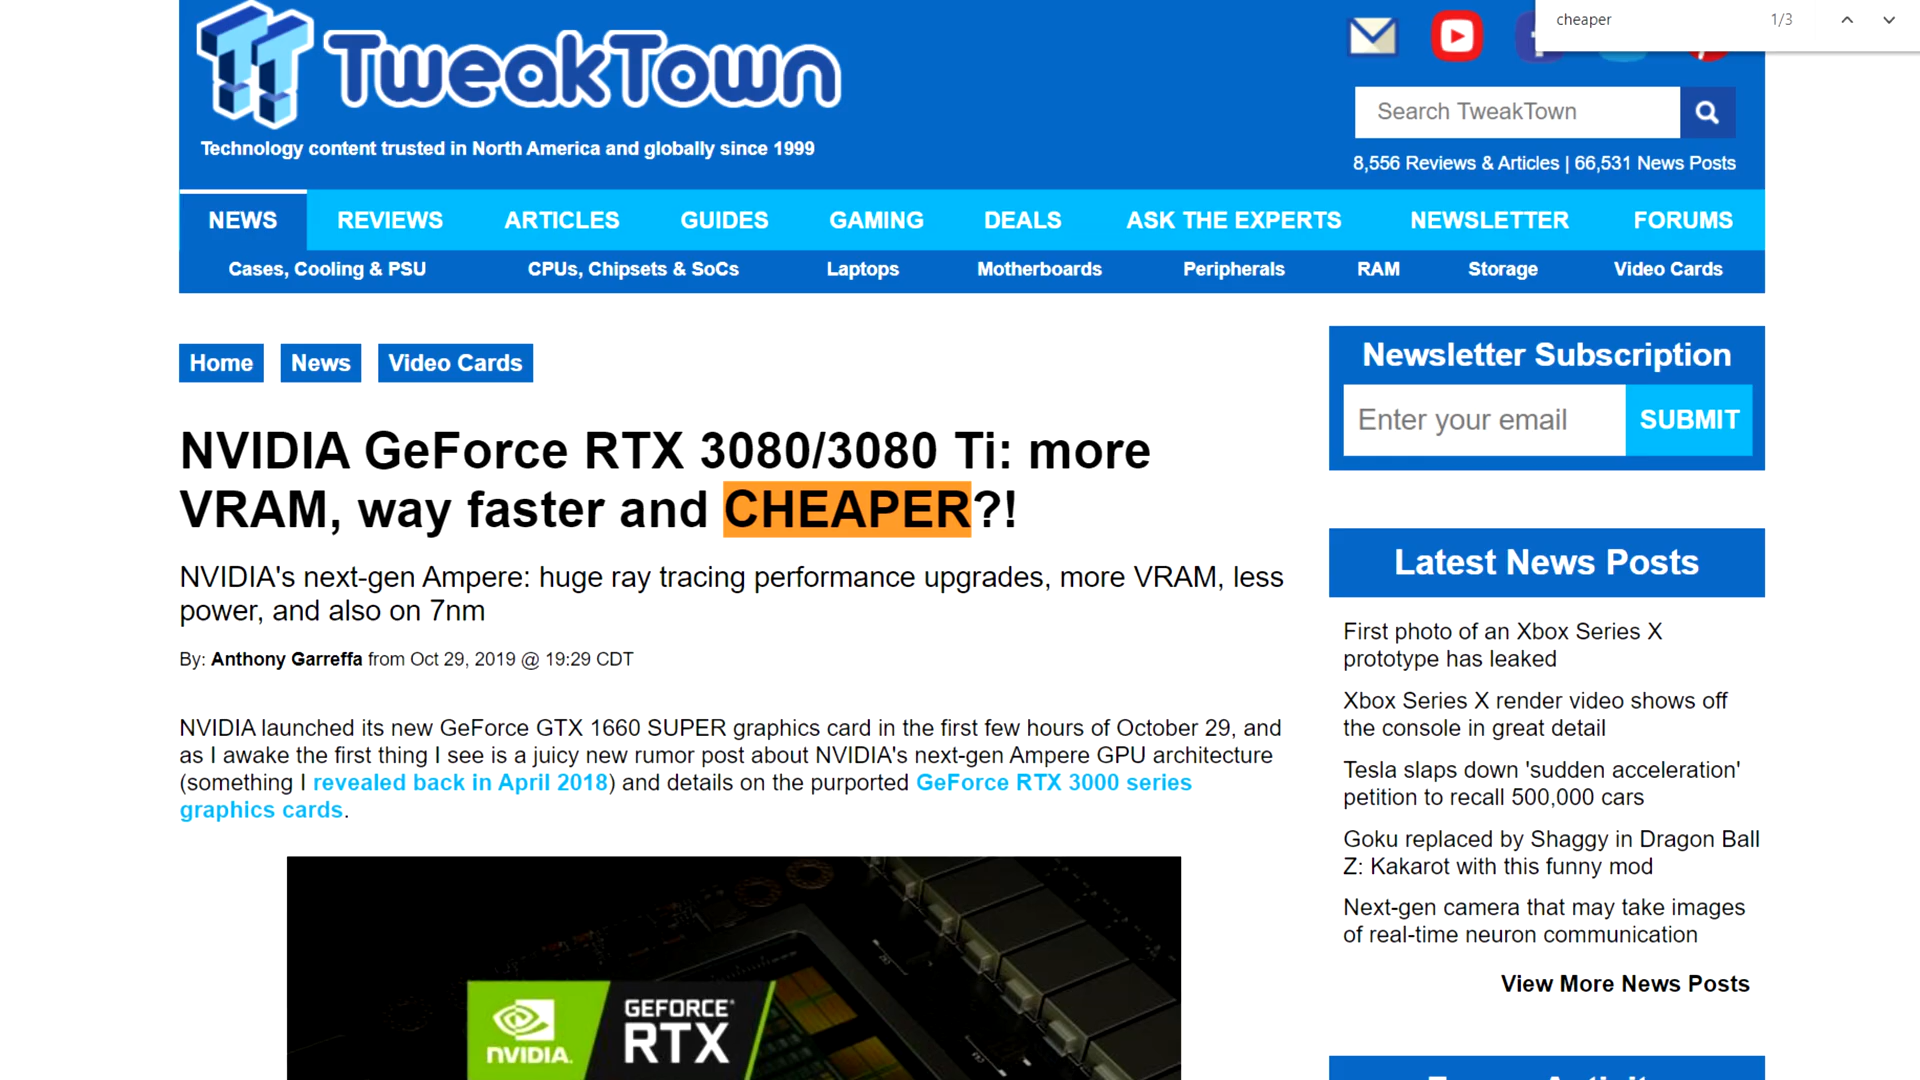 TweakTown
Technology content trusted in North America and globally since 1999
cheaper 1/3
Search TweakTown
8,556 Reviews & Articles | 66,531 News Posts
NEWS REVIEWS ARTICLES GUIDES GAMING DEALS ASK THE EXPERTS NEWSLETTER FORUMS
Cases, Cooling & PSU CPUs, Chipsets & SoCs Laptops Motherboards Peripherals RAM Storage Video Cards
Home News Video Cards
NVIDIA GeForce RTX 3080/3080 Ti: more
VRAM, way faster and CHEAPER?!
NVIDIA's next-gen Ampere: huge ray tracing performance upgrades, more VRAM, less
power, and also on 7nm
By: Anthony Garreffa from Oct 29, 2019 @ 19:29 CDT
NVIDIA launched its new GeForce GTX 1660 SUPER graphics card in the first few hours of October 29, and
as I awake the first thing I see is a juicy new rumor post about NVIDIA's next-gen Ampere GPU architecture
(something I revealed back in April 2018) and details on the purported GeForce RTX 3000 series
graphics cards.
NVIDIA.
GEFORCE
RTX
Newsletter Subscription
Enter your email SUBMIT
Latest News Posts
First photo of an Xbox Series X
prototype has leaked
Xbox Series X render video shows off
the console in great detail
Tesla slaps down 'sudden acceleration'
petition to recall 500,000 cars
Goku replaced by Shaggy in Dragon Ball
Z: Kakarot with this funny mod
Next-gen camera that may take images
of real-time neuron communication
View More News Posts